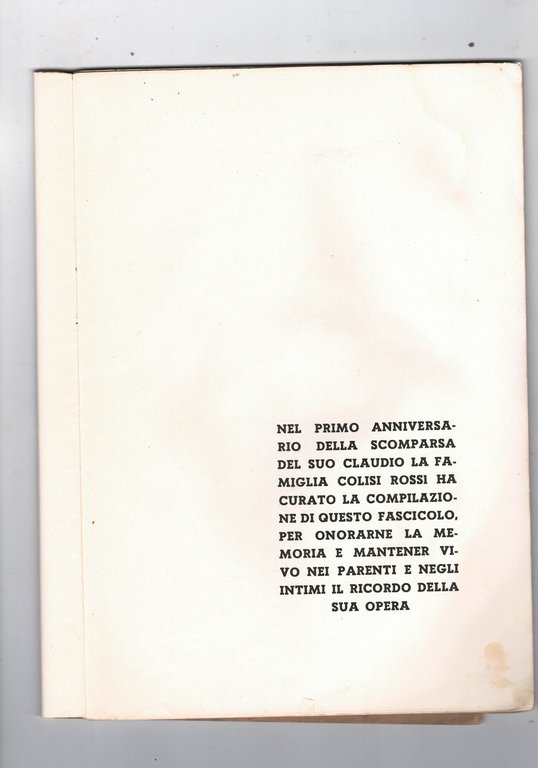 NEL PRIMO ANNIVERSA-
RIO DELLA SCOMPARSA
DEL SUO CLAUDIO LA FA-
MIGLIA COLISI ROSSI HA
CURATO LA COMPILAZIO-
NE DI QUESTO FASCICOLO,
PER ONORARNE LA ME-
MORIA E MANTENER VI-
VO NEI PARENTI E NEGLI
INTIMI IL RICORDO DELLA
SUA OPERA